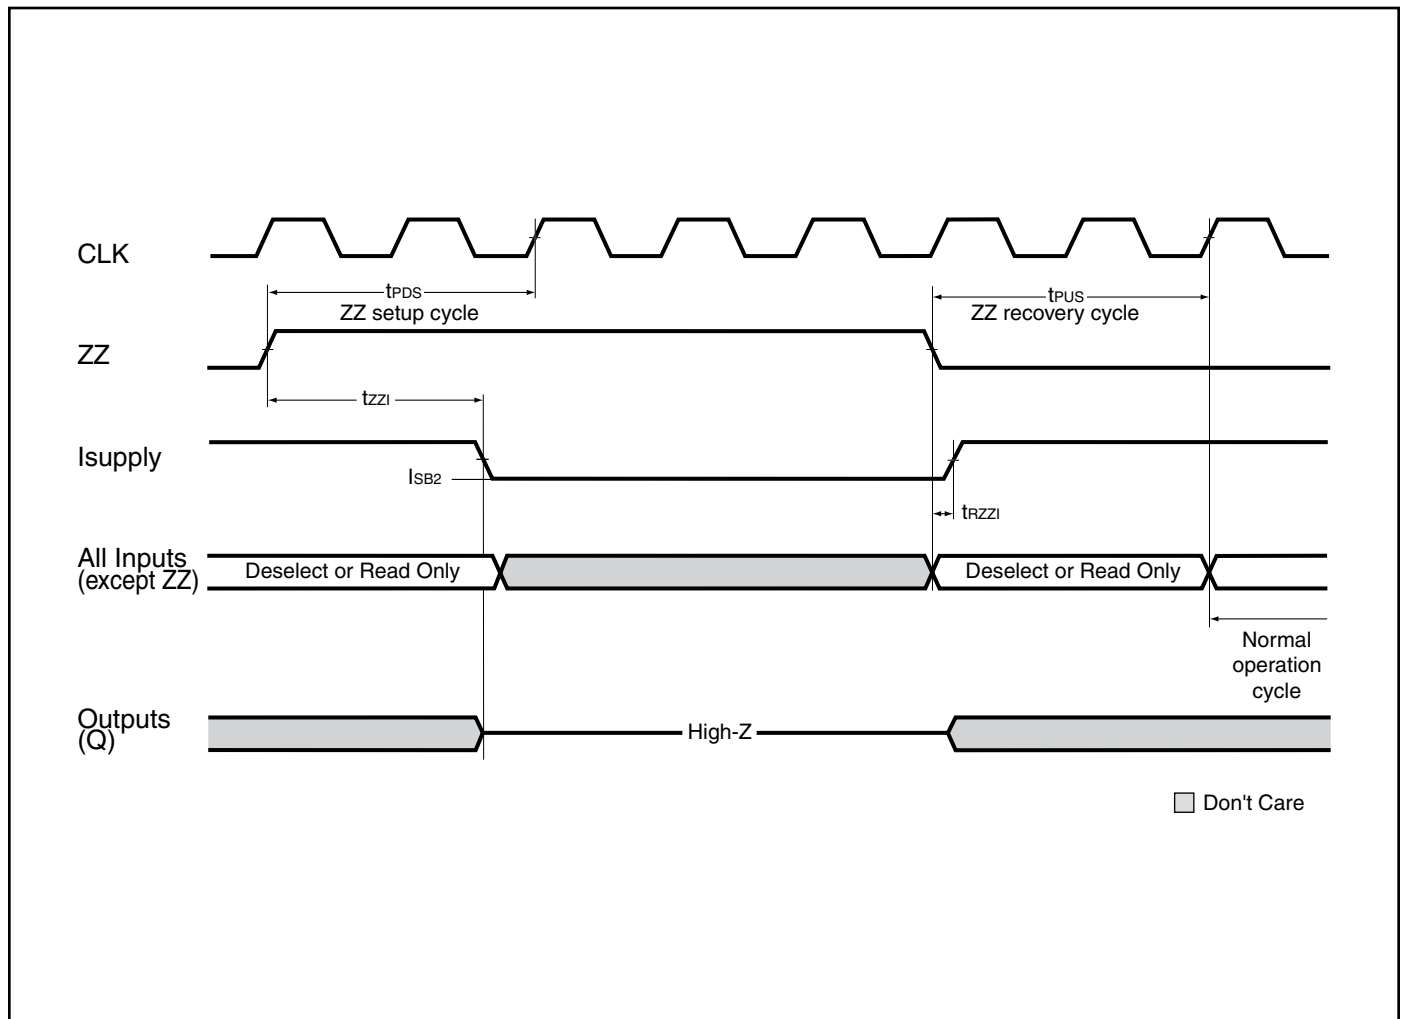 CLK
tPDS
ZZ setup cycle
tPUS
ZZ recovery cycle
ZZ
tZZI
Isupply
ISB2
tRZZI
All Inputs
(except ZZ)
Deselect or Read Only
Deselect or Read Only
Normal
operation
cycle
Outputs
(Q)
High-Z
Don't Care